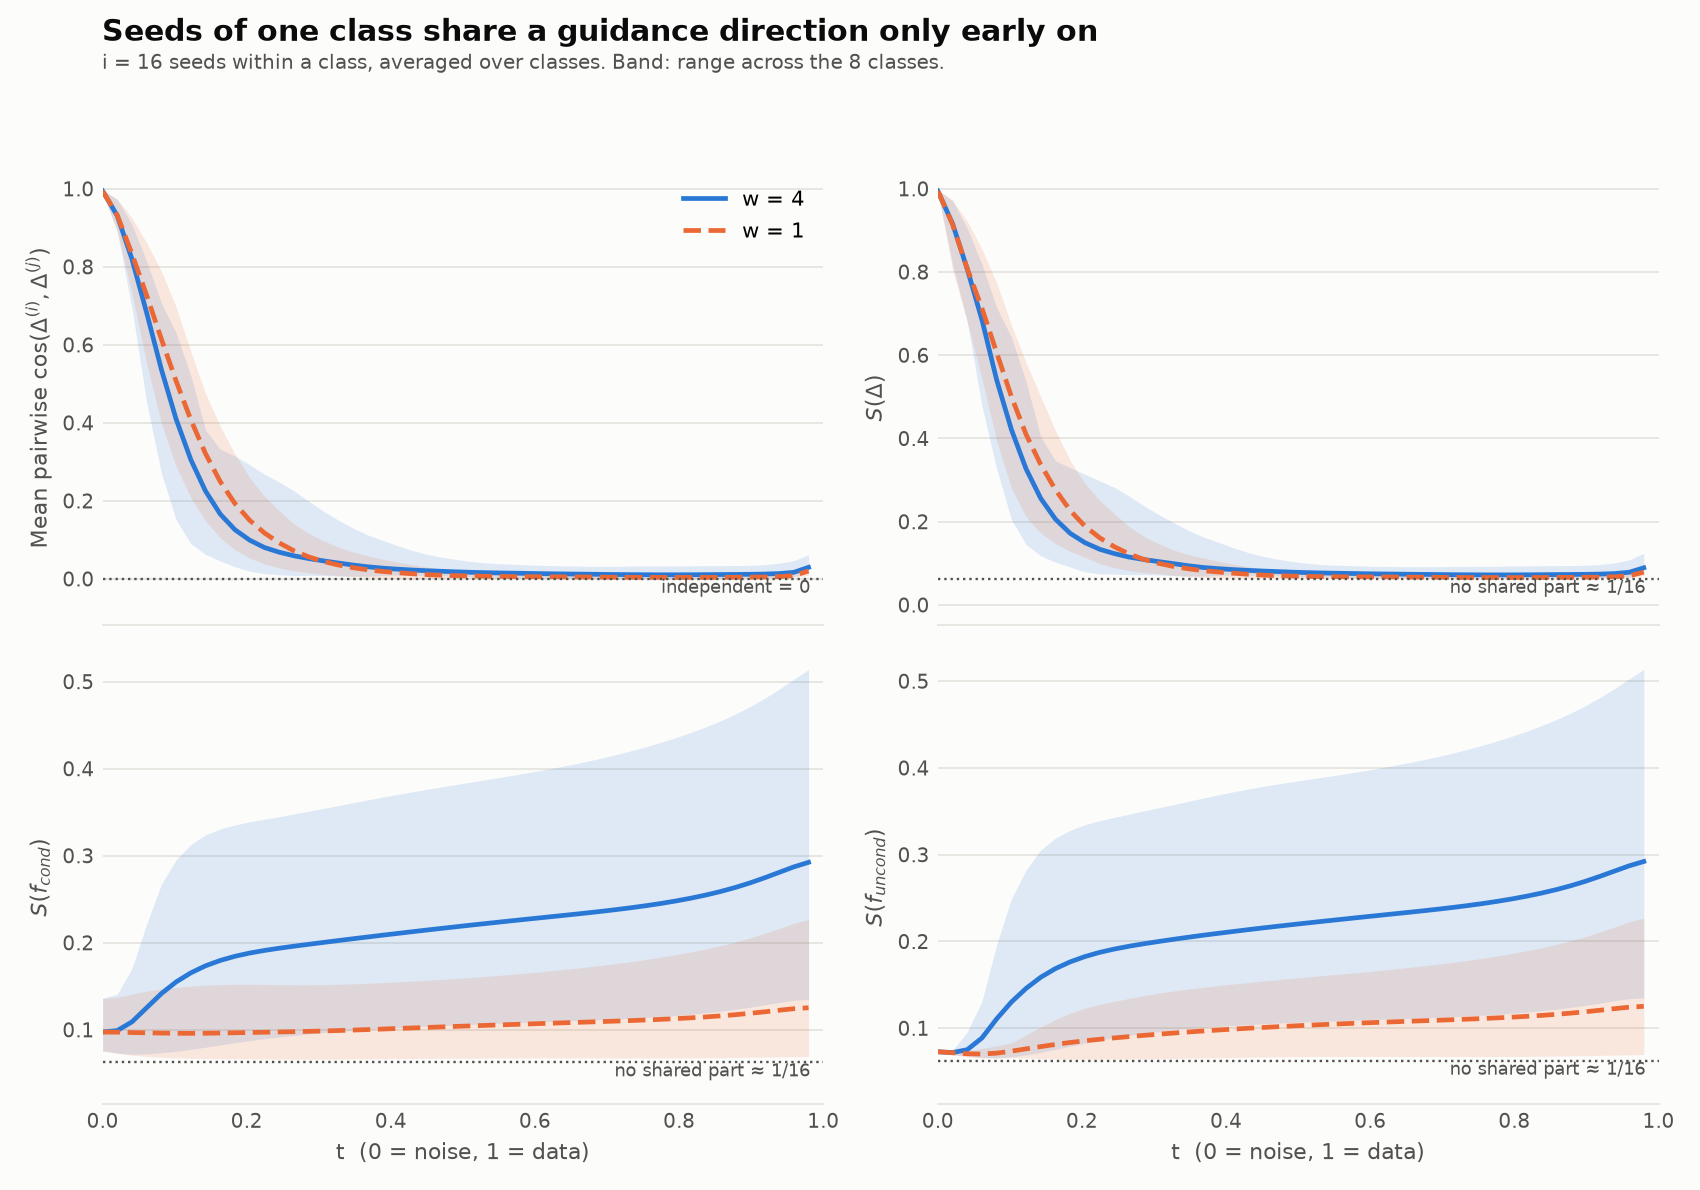 Seeds of one class share a guidance direction only early on
i = 16 seeds within a class, averaged over classes. Band: range across the 8 classes.
Mean pairwise cos(Δ⁽ⁱ⁾, Δ⁽ʲ⁾)
1.0
0.8
0.6
0.4
0.2
0.0
w = 4
w = 1
independent = 0
S(Δ)
1.0
0.8
0.6
0.4
0.2
0.0
no shared part ≈ 1/16
S(f_cond)
0.5
0.4
0.3
0.2
0.1
no shared part ≈ 1/16
0.0 0.2 0.4 0.6 0.8 1.0
t (0 = noise, 1 = data)
S(f_uncond)
0.5
0.4
0.3
0.2
0.1
no shared part ≈ 1/16
0.0 0.2 0.4 0.6 0.8 1.0
t (0 = noise, 1 = data)